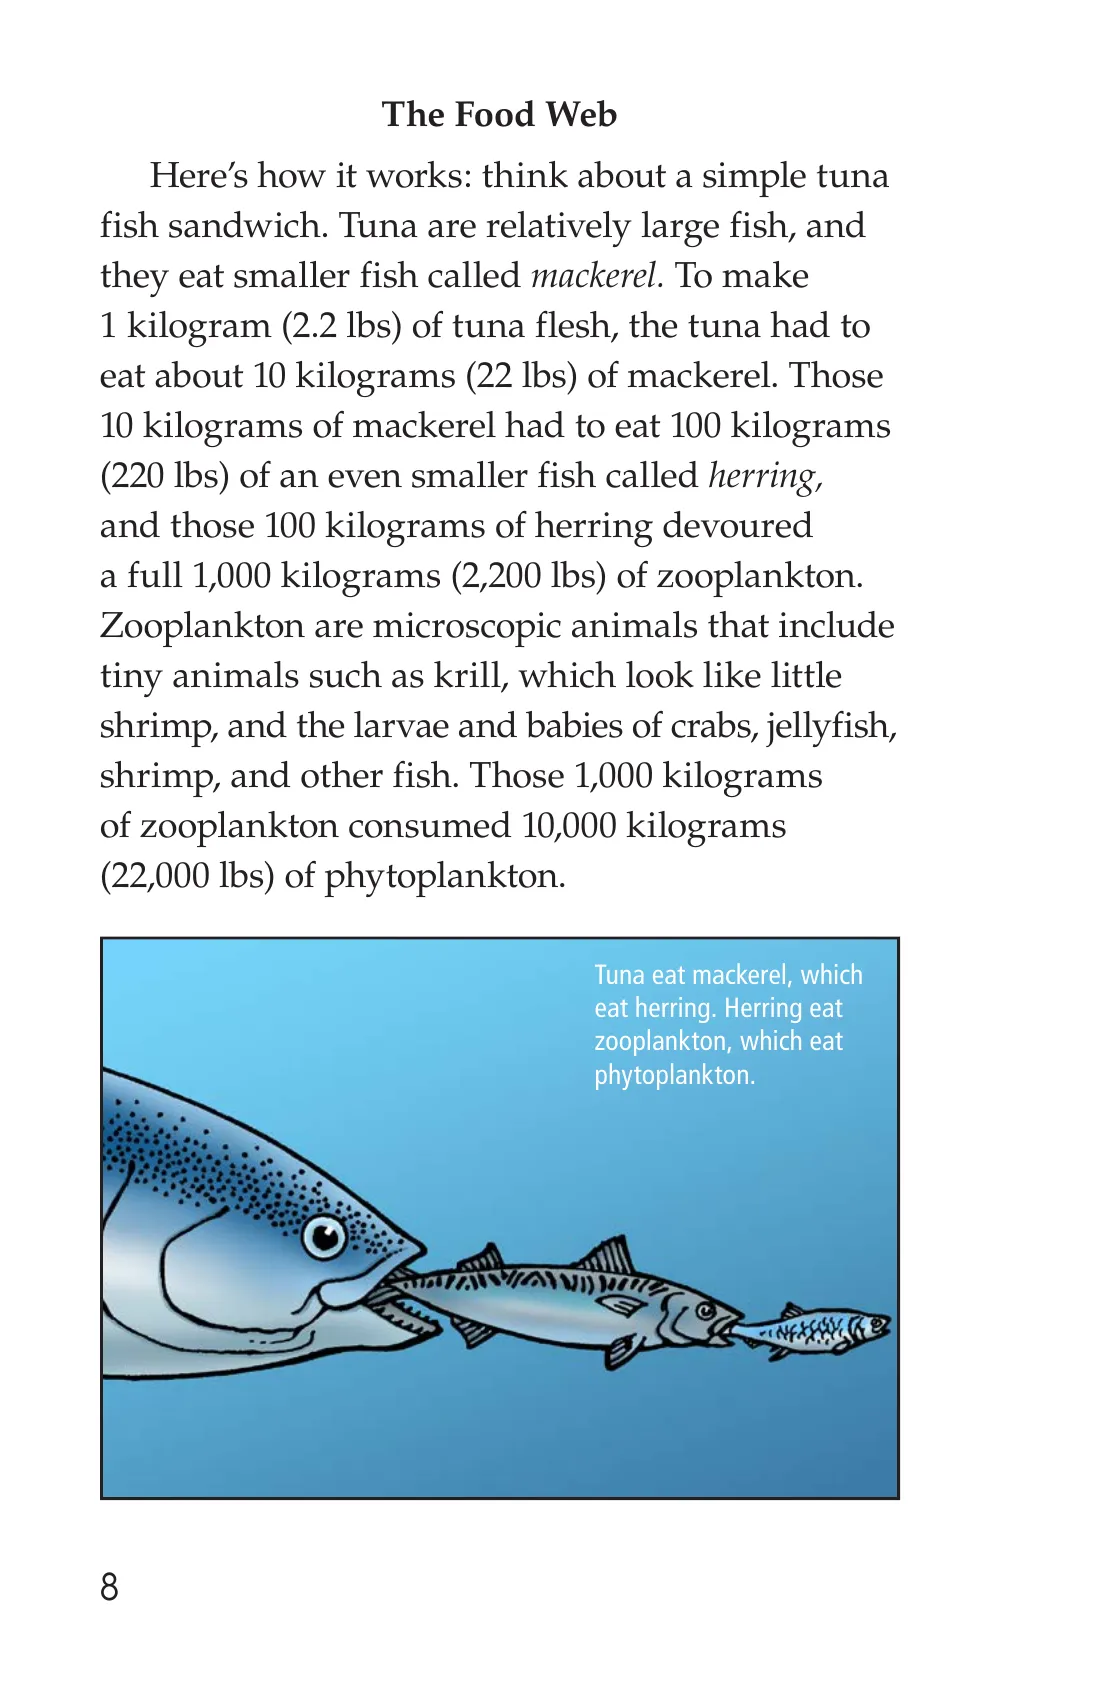 The Food Web
Here’s how it works: think about a simple tuna
fish sandwich. Tuna are relatively large fish, and
they eat smaller fish called mackerel. To make
1 kilogram (2.2 lbs) of tuna flesh, the tuna had to
eat about 10 kilograms (22 lbs) of mackerel. Those
10 kilograms of mackerel had to eat 100 kilograms
(220 lbs) of an even smaller fish called herring,
and those 100 kilograms of herring devoured
a full 1,000 kilograms (2,200 lbs) of zooplankton.
Zooplankton are microscopic animals that include
tiny animals such as krill, which look like little
shrimp, and the larvae and babies of crabs, jellyfish,
shrimp, and other fish. Those 1,000 kilograms
of zooplankton consumed 10,000 kilograms
(22,000 lbs) of phytoplankton.
Tuna eat mackerel, which
eat herring. Herring eat
zooplankton, which eat
phytoplankton.
8